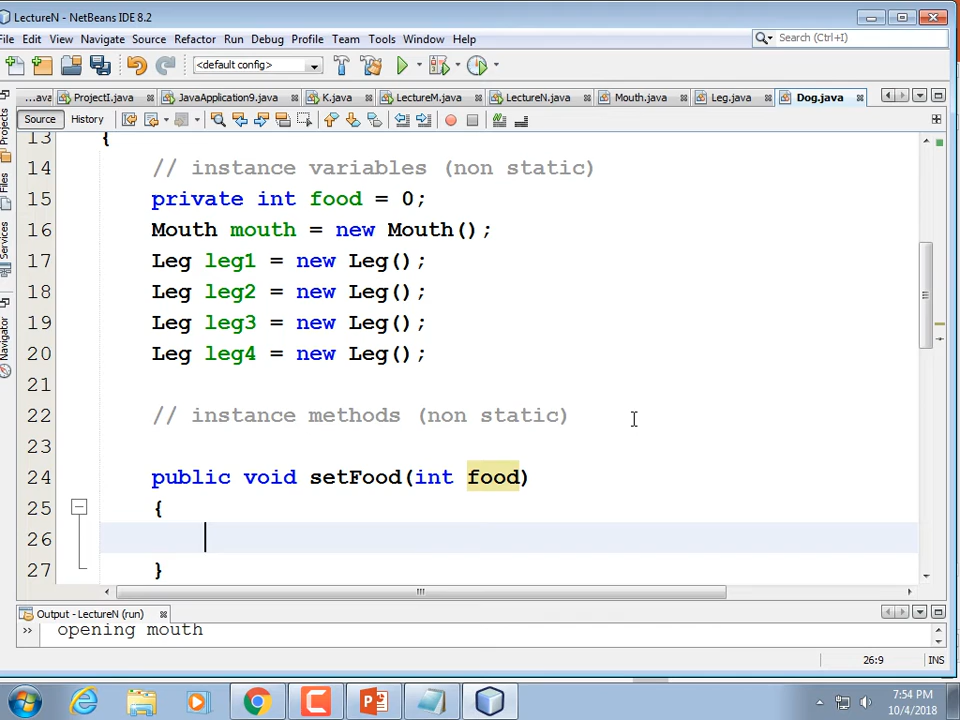 LectureN - NetBeans IDE 8.2
File Edit View Navigate Source Refactor Run Debug Profile Team Tools Window Help
Search (Ctrl+I)
<default config>
...ava ProjectI.java JavaApplication9.java K.java LectureM.java LectureN.java Mouth.java Leg.java Dog.java
Source History
Projects
Files
Services
Navigator
13 {
14 // instance variables (non static)
15 private int food = 0;
16 Mouth mouth = new Mouth();
17 Leg leg1 = new Leg();
18 Leg leg2 = new Leg();
19 Leg leg3 = new Leg();
20 Leg leg4 = new Leg();
21
22 // instance methods (non static)
23
24 public void setFood(int food)
25 {
26
27 }
Output - LectureN (run)
opening mouth
26:9 INS
7:54 PM
10/4/2018